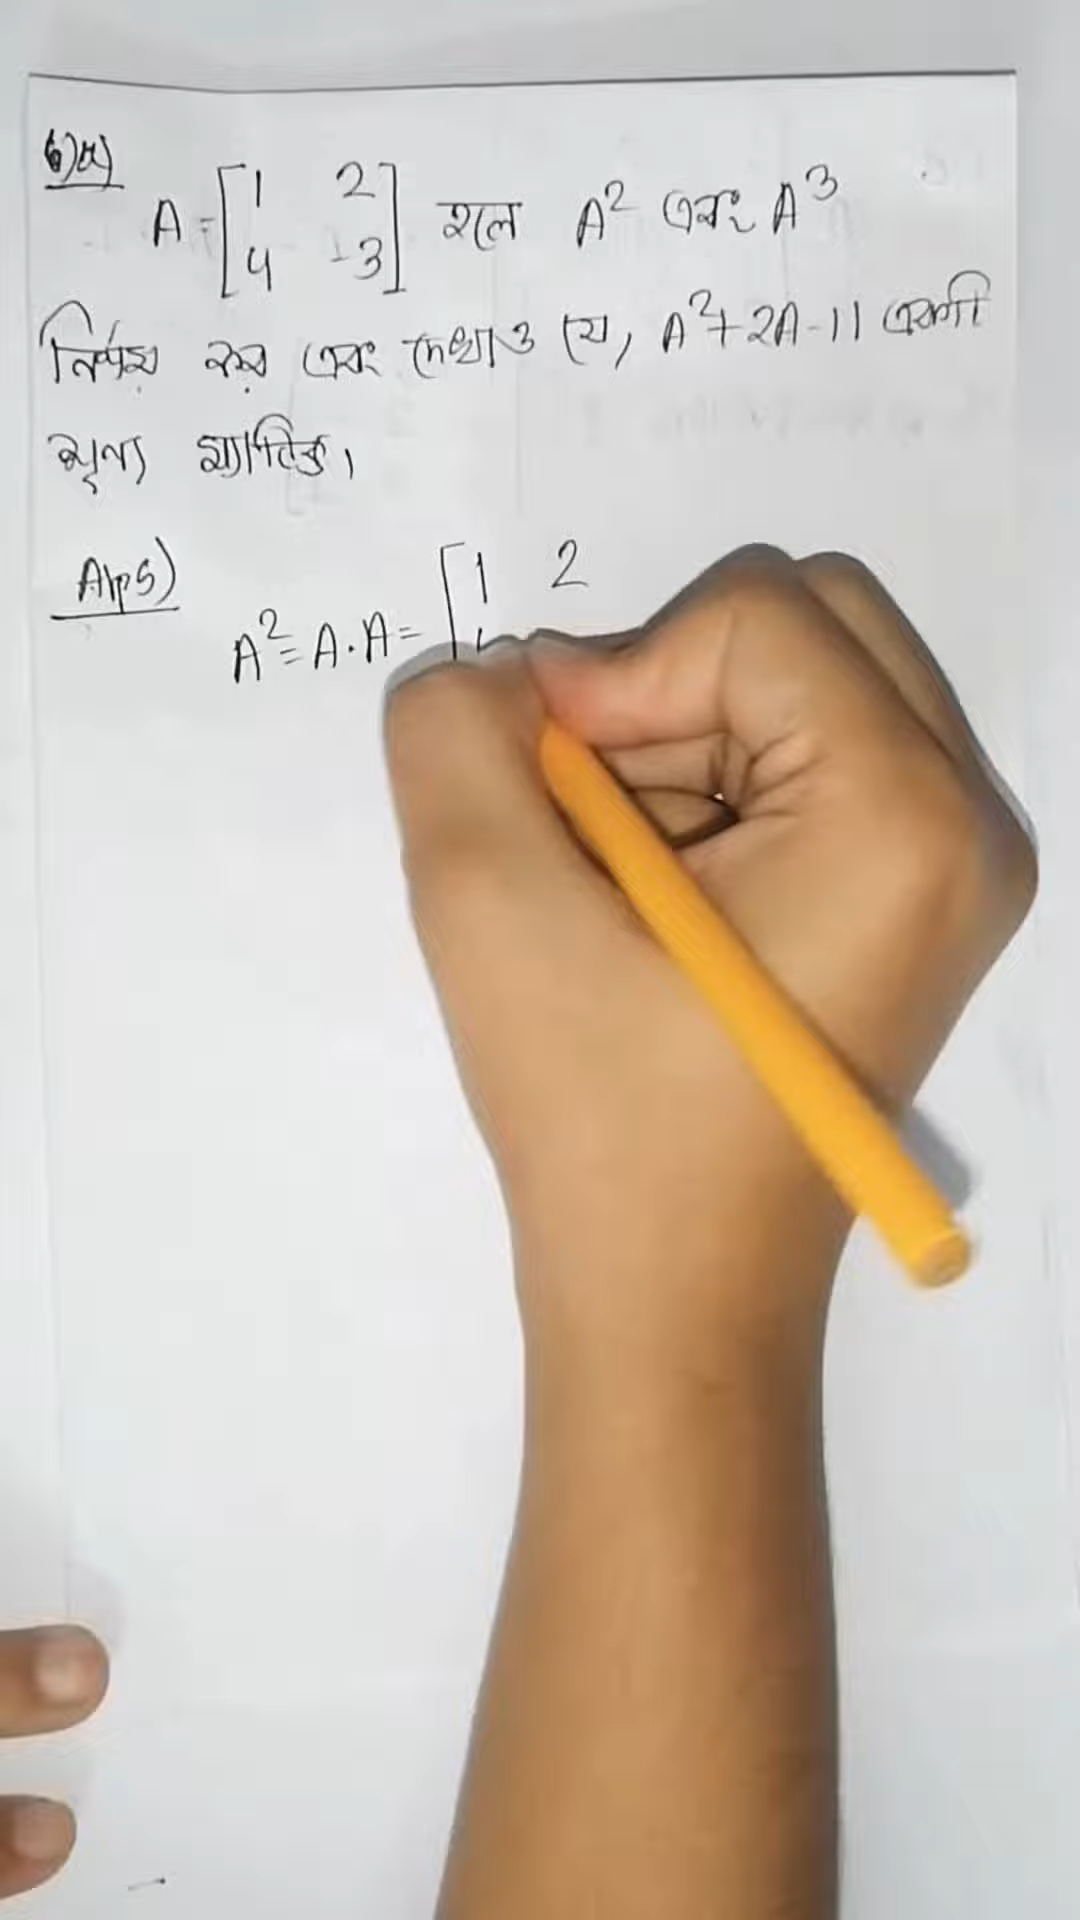 ৬)a)
A = [1 2
4 -3] হলে A² এবং A³
নির্ণয় কর এবং দেখাও যে, A²+2A-11 একটি
শূন্য ম্যাট্রিক্স।
A² = A·A = [1 2